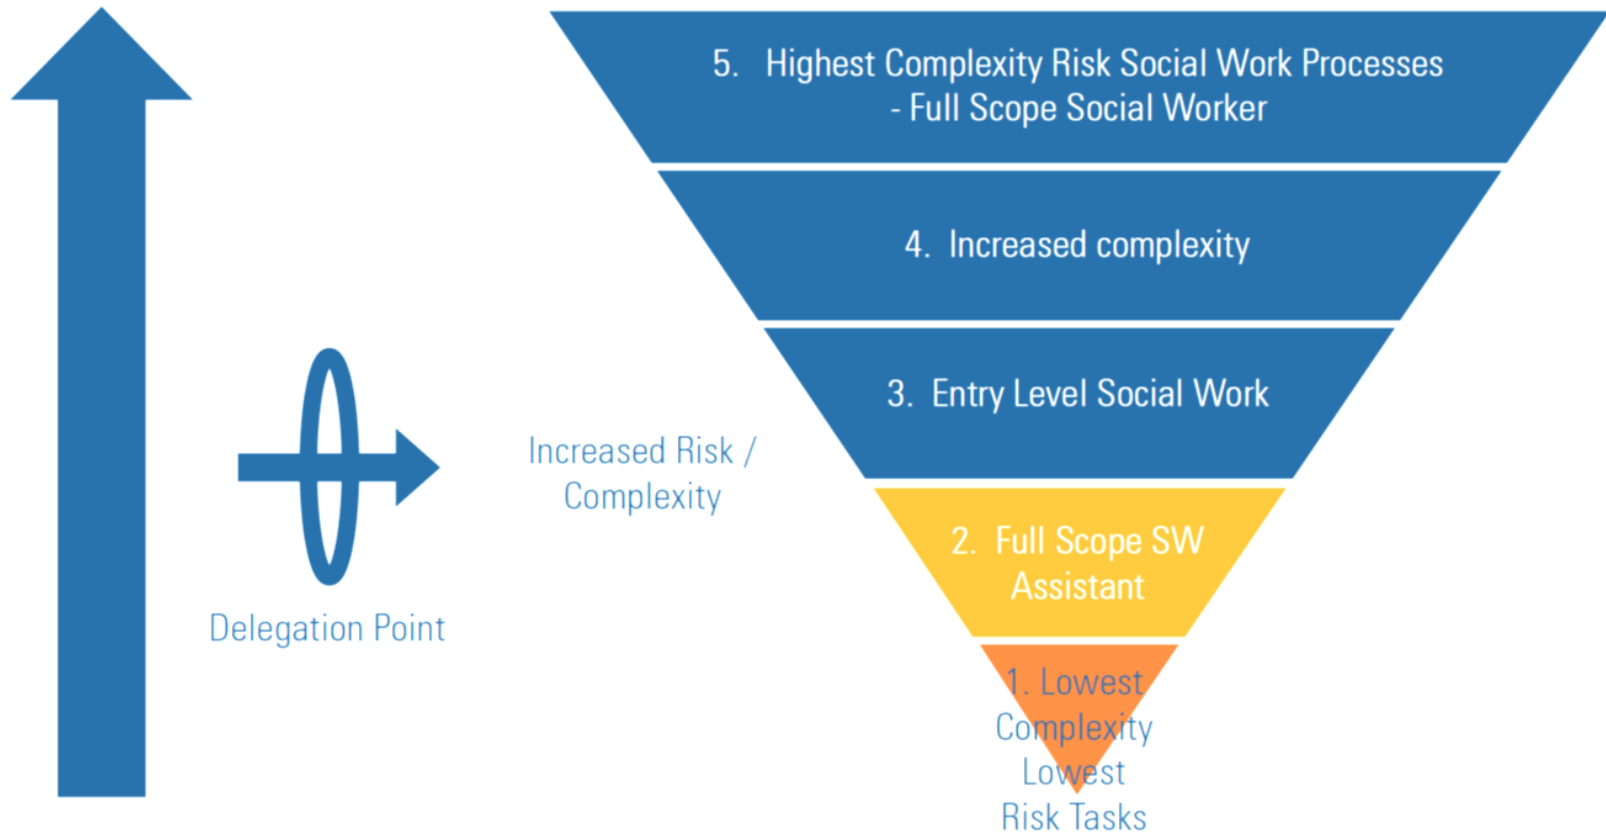 5. Highest Complexity Risk Social Work Processes
- Full Scope Social Worker
4. Increased complexity
3. Entry Level Social Work
Increased Risk /
Complexity
2. Full Scope SW
Assistant
Delegation Point
1. Lowest
Complexity
Lowest
Risk Tasks